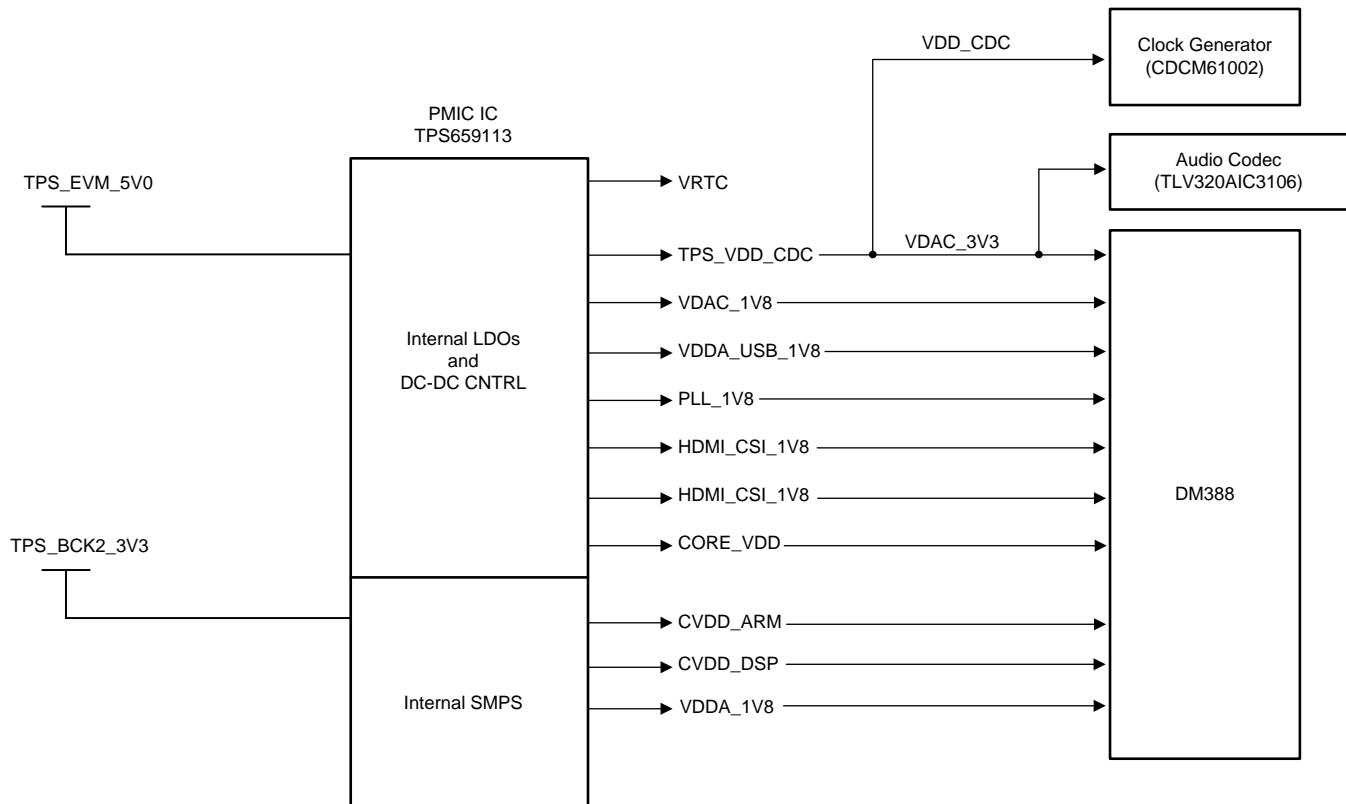 VDD_CDC
Clock Generator
(CDCM61002)
PMIC IC
TPS659113
Audio Codec
(TLV320AIC3106)
TPS_EVM_5V0
VRTC
TPS_VDD_CDC
VDAC_3V3
VDAC_1V8
Internal LDOs
and
DC-DC CNTRL
VDDA_USB_1V8
PLL_1V8
HDMI_CSI_1V8
HDMI_CSI_1V8
DM388
TPS_BCK2_3V3
CORE_VDD
CVDD_ARM
CVDD_DSP
Internal SMPS
VDDA_1V8